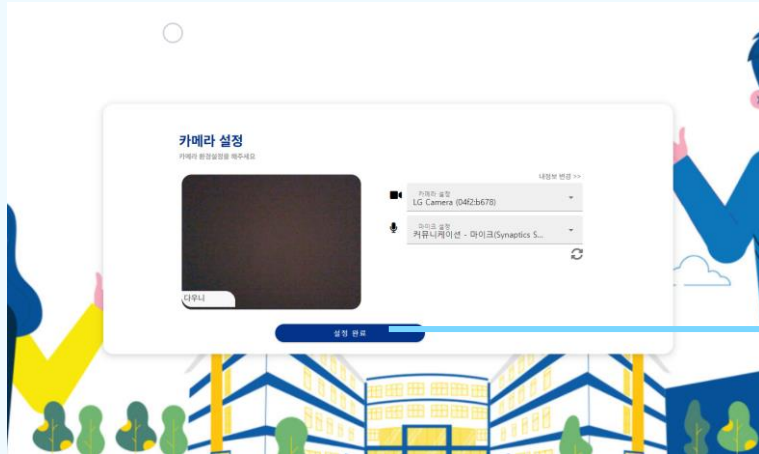 카메라 설정
카메라 환경설정을 해주세요
내정보 변경 >>
카메라 설정
LG Camera (04f2:b678)
마이크 설정
커뮤니케이션 - 마이크(Synaptics S...
다우니
설정 완료